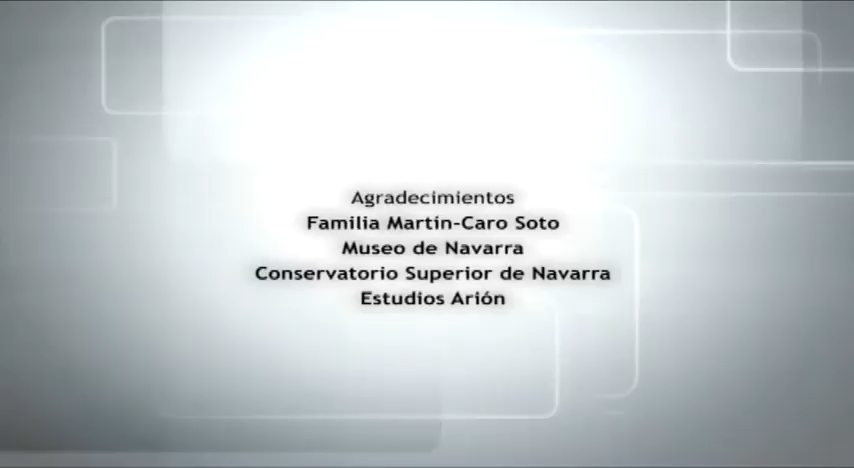 Agradecimientos
Familia Martín-Caro Soto
Museo de Navarra
Conservatorio Superior de Navarra
Estudios Arión